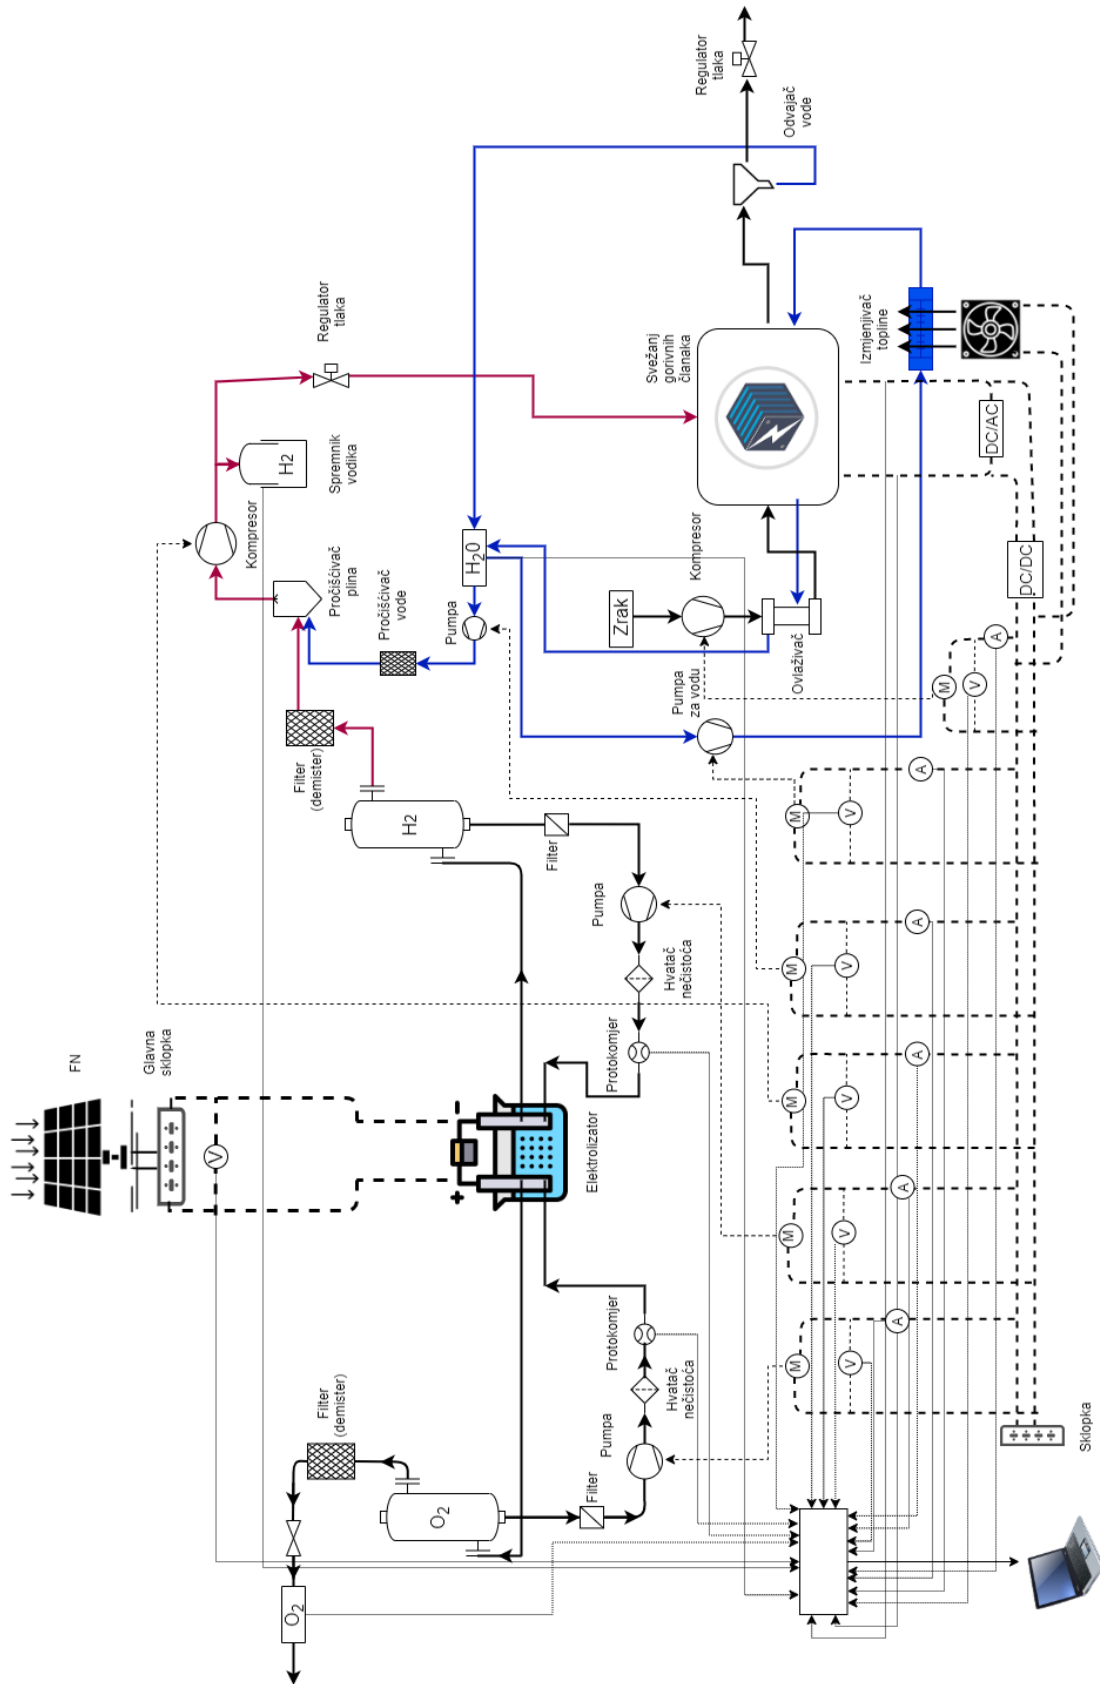 FN
Glavna
sklopka
V
O2
Filter
(demister)
Filter
(demister)
Kompresor
H2
Pročišćivač
plina
Spremnik
vodika
Regulator
tlaka
O2
H2
Pročišćivač
vode
Pumpa
H20
+
-
Filter
Elektrolizator
Filter
Pumpa
Hvatač
nečistoća
Protokomjer
Pumpa
Hvatač
nečistoća
Protokomjer
Zrak
Kompresor
Pumpa
za vodu
Ovlaživač
Svežanj
gorivnih
članaka
Regulator
tlaka
Odvajač
vode
Izmjenjivač
topline
M
V
A
M
V
A
M
V
A
M
V
A
M
V
A
M
V
A
DC/DC
DC/AC
Sklopka